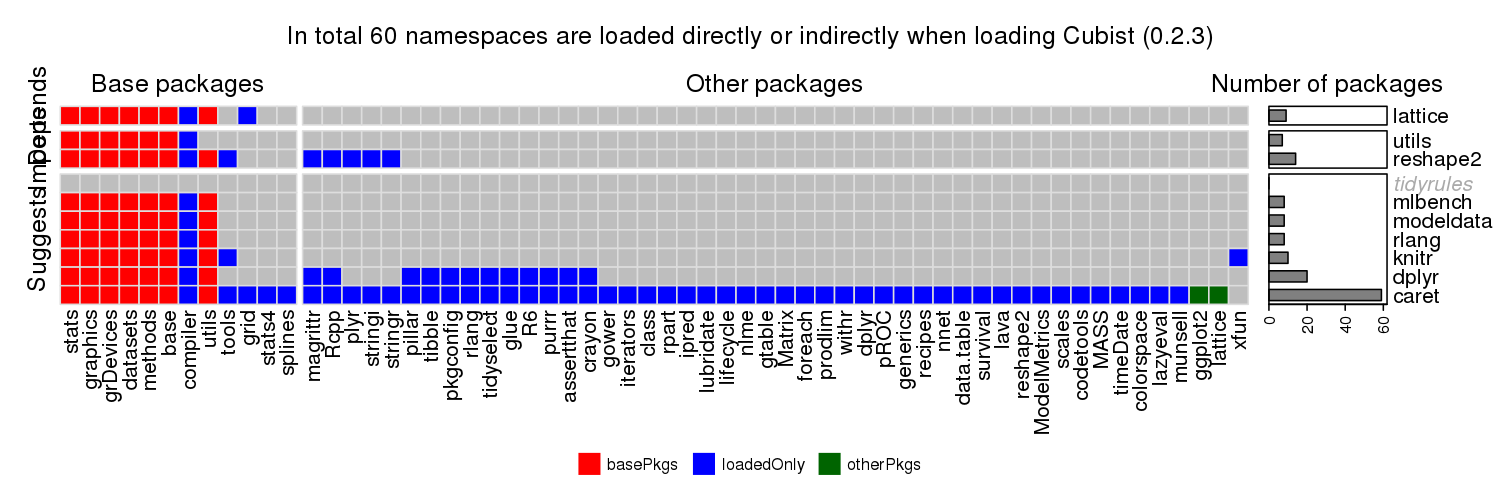 In total 60 namespaces are loaded directly or indirectly when loading Cubist (0.2.3)
Base packages
Other packages
Number of packages
Depends
Imports
Suggests
lattice
utils
reshape2
tidyrules
mlbench
modeldata
rlang
knitr
dplyr
caret
0
20
40
60
stats
graphics
grDevices
datasets
methods
base
compiler
utils
tools
grid
stats4
splines
magrittr
Rcpp
plyr
stringi
stringr
pillar
tibble
pkgconfig
rlang
tidyselect
glue
R6
purrr
assertthat
crayon
gower
iterators
class
rpart
ipred
lubridate
lifecycle
nlme
gtable
Matrix
foreach
prodlim
withr
dplyr
pROC
generics
recipes
nnet
data.table
survival
lava
reshape2
ModelMetrics
scales
codetools
MASS
timeDate
colorspace
lazyeval
munsell
ggplot2
lattice
xfun
basePkgs
loadedOnly
otherPkgs